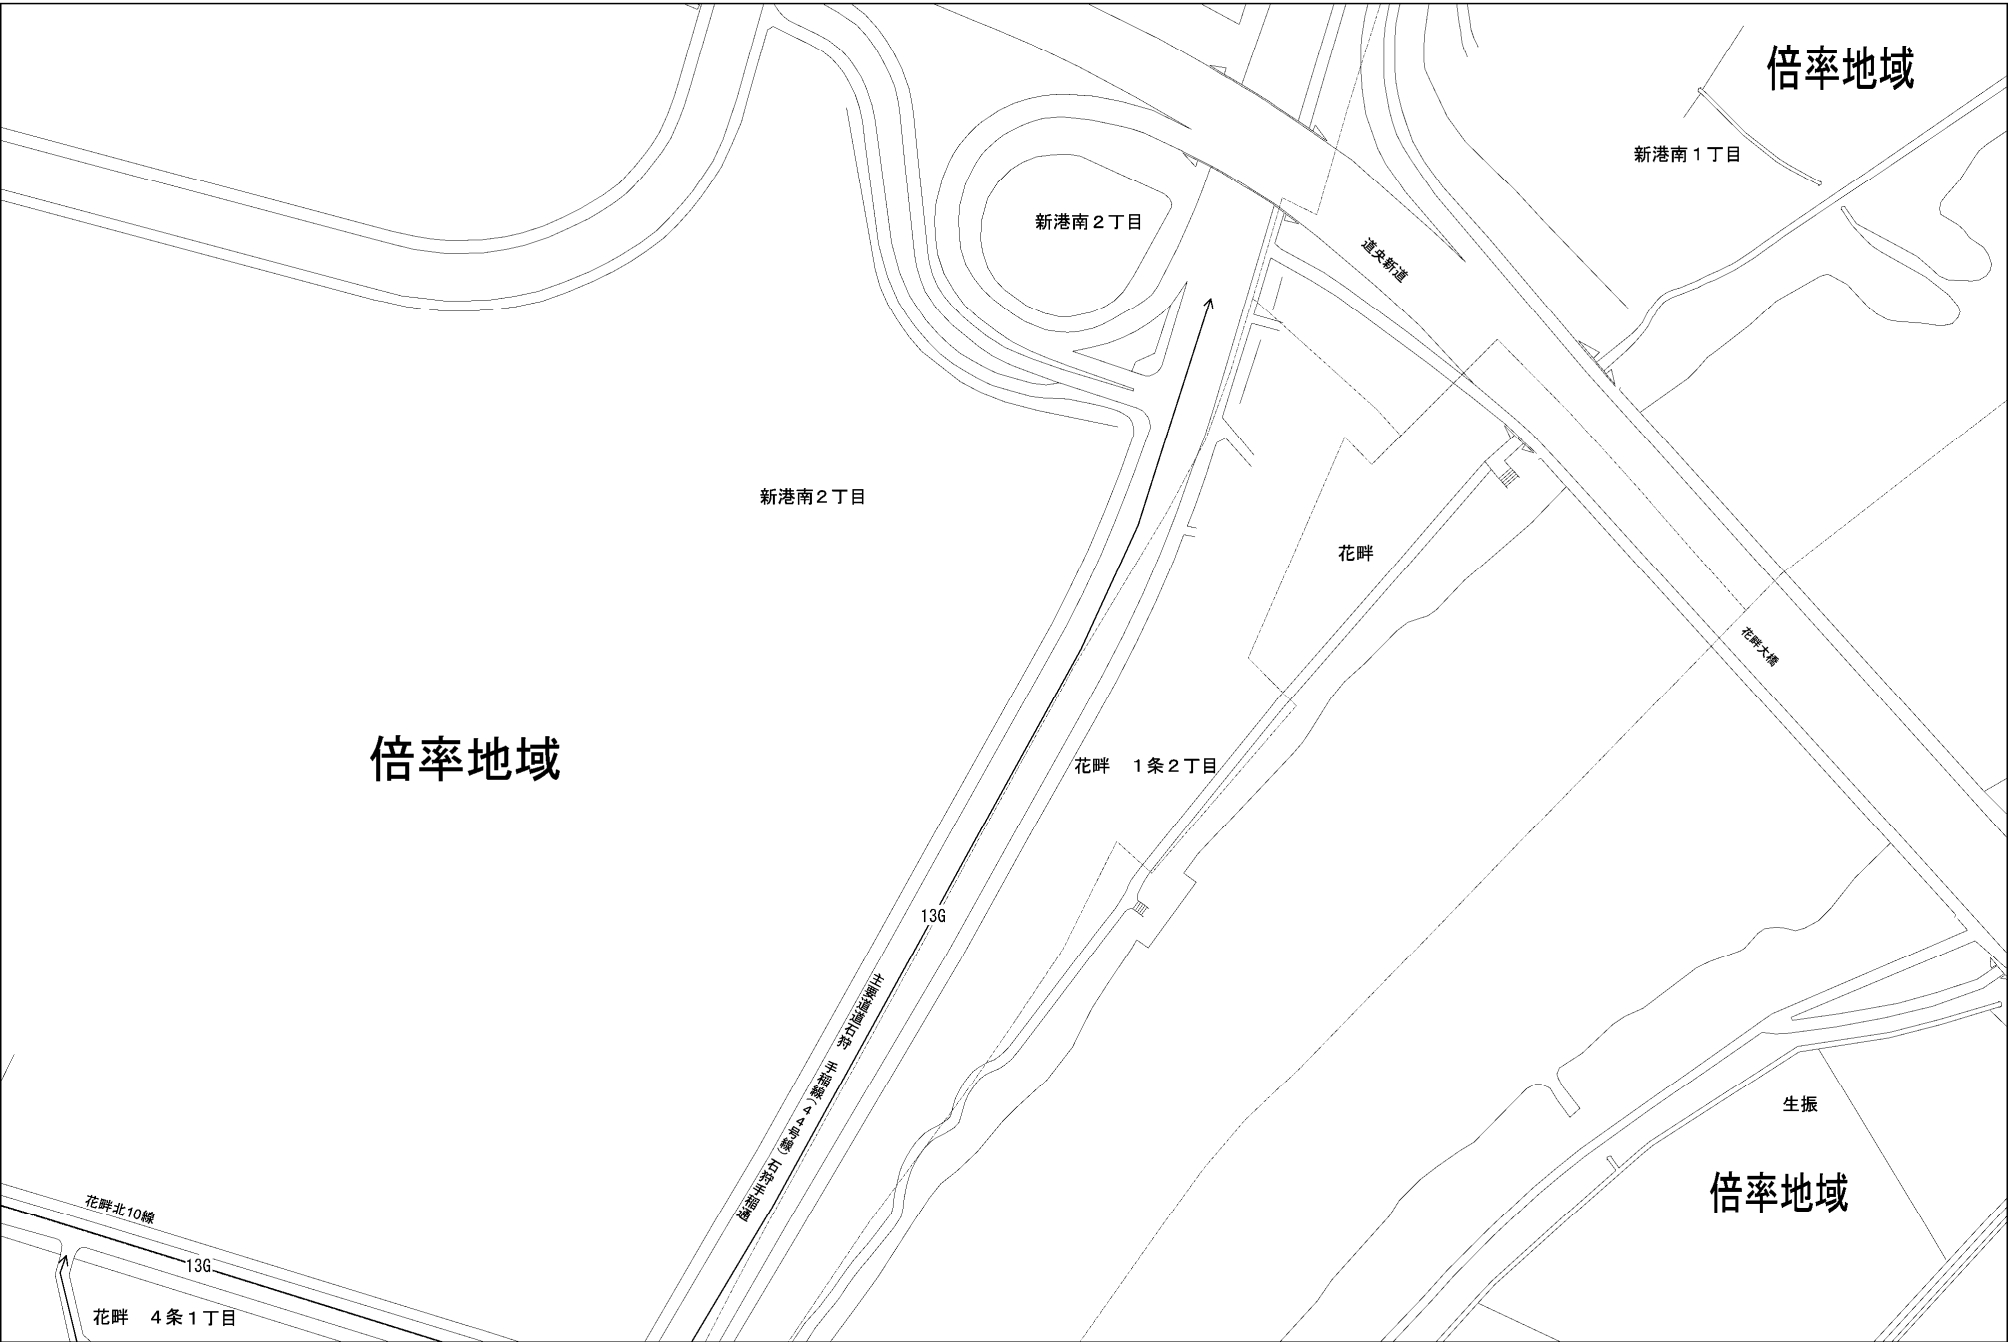 倍率地域
新港南１丁目
新港南２丁目
道央新道
新港南２丁目
花畔
花畔大橋
倍率地域
花畔　１条２丁目
13G
主要道道石狩　手稲線）４４号線（石狩手稲通
生振
倍率地域
花畔北10線
13G
花畔　４条１丁目